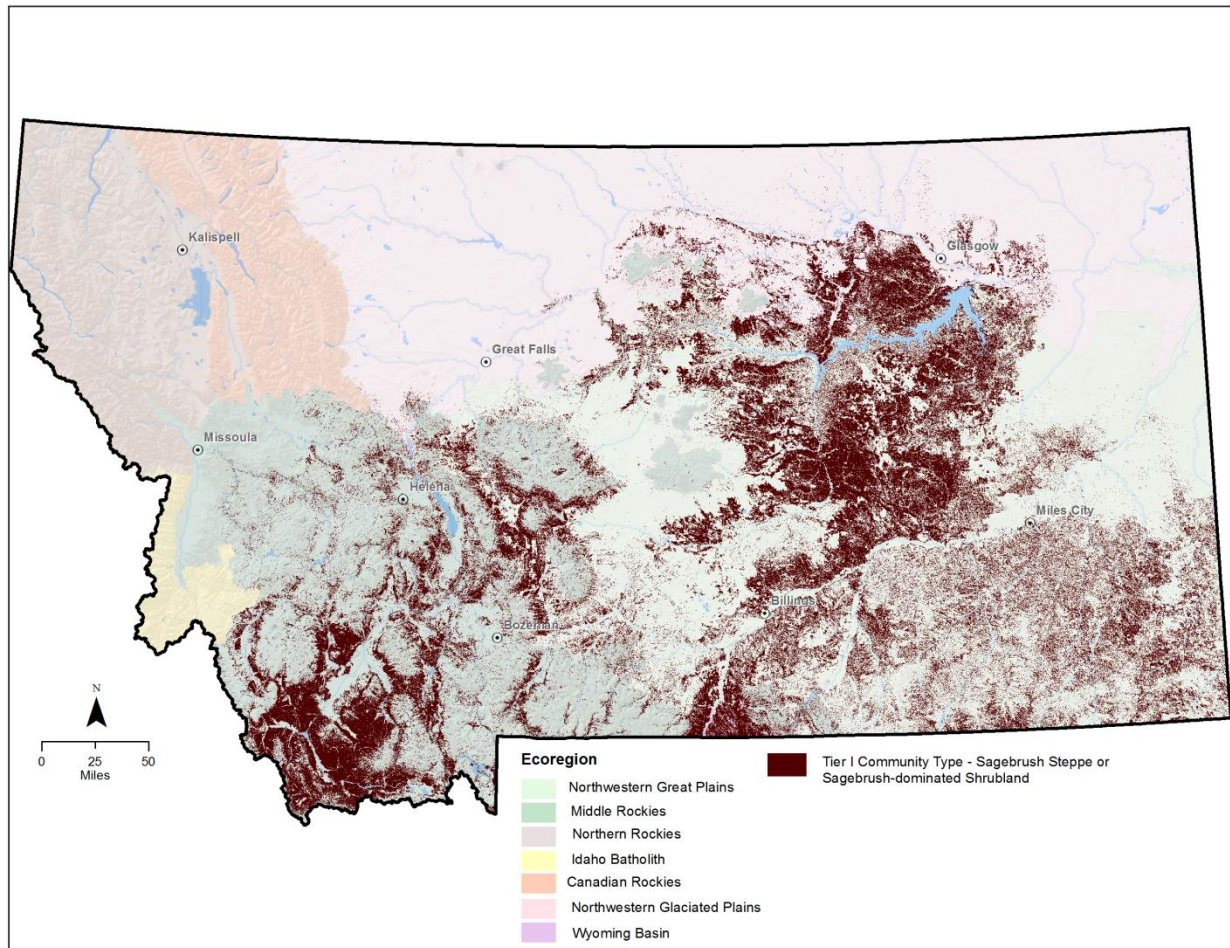 Kalispell
Glasgow
Great Falls
Missoula
Helena
Miles City
Billings
Bozeman
N
0 25 50
Miles
Ecoregion
Northwestern Great Plains
Middle Rockies
Northern Rockies
Idaho Batholith
Canadian Rockies
Northwestern Glaciated Plains
Wyoming Basin
Tier I Community Type - Sagebrush Steppe or
Sagebrush-dominated Shrubland